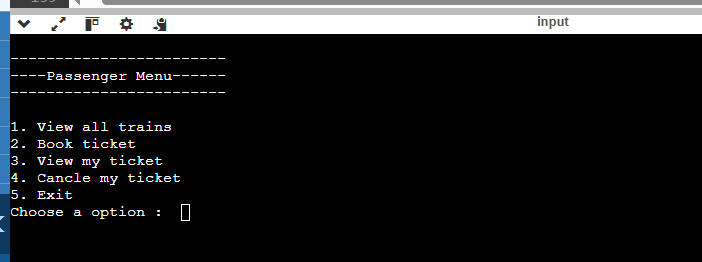 input
------------------------
----Passenger Menu------
------------------------
1. View all trains
2. Book ticket
3. View my ticket
4. Cancle my ticket
5. Exit
Choose a option :